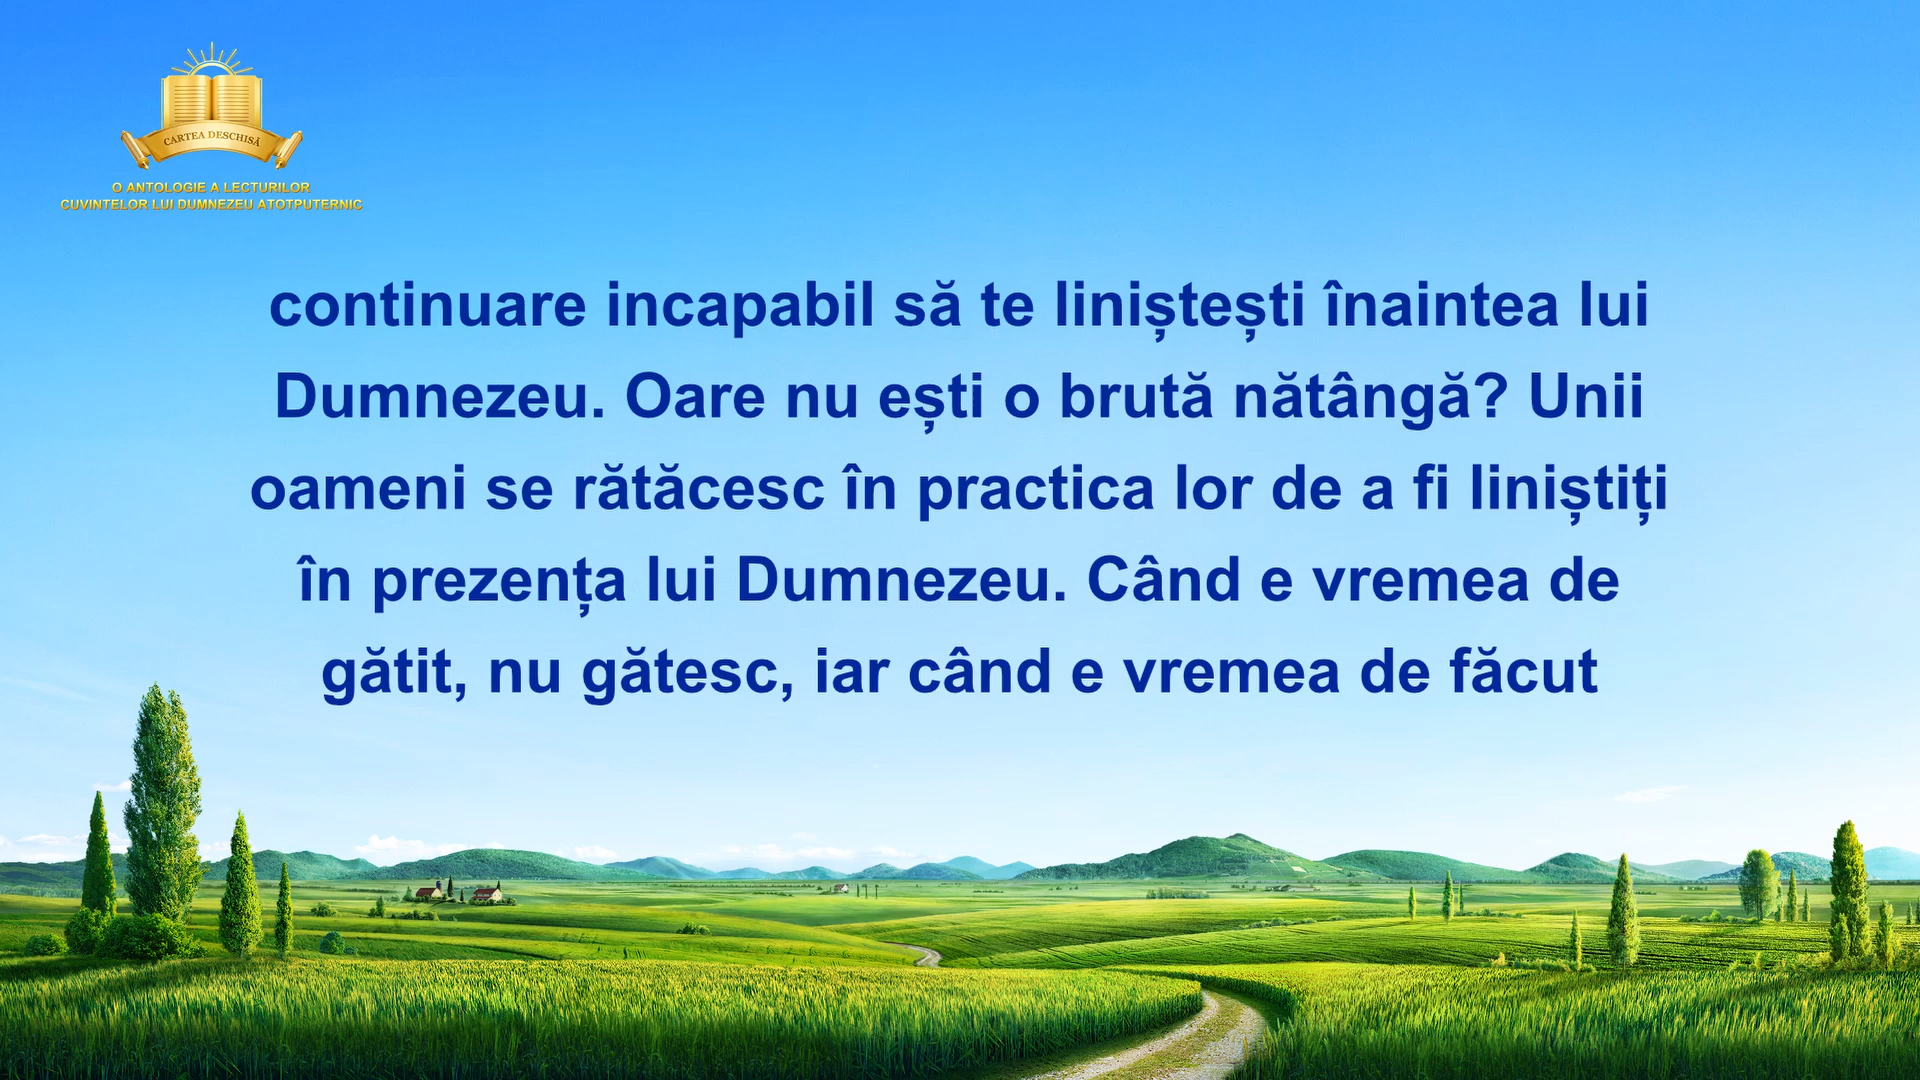 CARTEA DESCHISĂ
O ANTOLOGIE A LECTURILOR
CUVINTELOR LUI DUMNEZEU ATOTPUTERNIC
continuare incapabil să te liniștești înaintea lui
Dumnezeu. Oare nu ești o brută nătângă? Unii
oameni se rătăcesc în practica lor de a fi liniștiți
în prezența lui Dumnezeu. Când e vremea de
gătit, nu gătesc, iar când e vremea de făcut